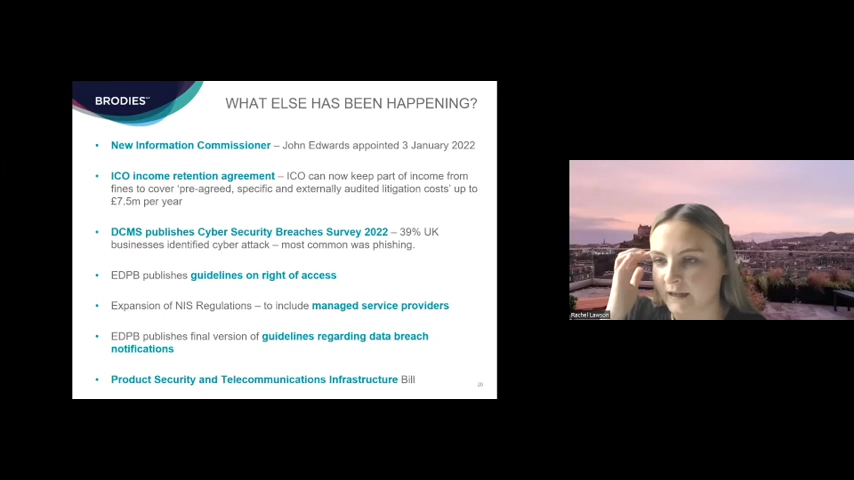 BRODIES LLP
WHAT ELSE HAS BEEN HAPPENING?
• New Information Commissioner – John Edwards appointed 3 January 2022
• ICO income retention agreement – ICO can now keep part of income from
fines to cover ‘pre-agreed, specific and externally audited litigation costs’ up to
£7.5m per year
• DCMS publishes Cyber Security Breaches Survey 2022 – 39% UK
businesses identified cyber attack – most common was phishing.
• EDPB publishes guidelines on right of access
• Expansion of NIS Regulations – to include managed service providers
• EDPB publishes final version of guidelines regarding data breach
notifications
• Product Security and Telecommunications Infrastructure Bill
20
Rachel Lawson